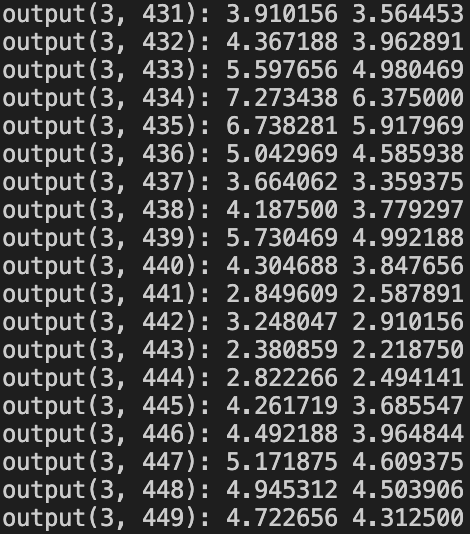 output(3, 431): 3.910156 3.564453
output(3, 432): 4.367188 3.962891
output(3, 433): 5.597656 4.980469
output(3, 434): 7.273438 6.375000
output(3, 435): 6.738281 5.917969
output(3, 436): 5.042969 4.585938
output(3, 437): 3.664062 3.359375
output(3, 438): 4.187500 3.779297
output(3, 439): 5.730469 4.992188
output(3, 440): 4.304688 3.847656
output(3, 441): 2.849609 2.587891
output(3, 442): 3.248047 2.910156
output(3, 443): 2.380859 2.218750
output(3, 444): 2.822266 2.494141
output(3, 445): 4.261719 3.685547
output(3, 446): 4.492188 3.964844
output(3, 447): 5.171875 4.609375
output(3, 448): 4.945312 4.503906
output(3, 449): 4.722656 4.312500